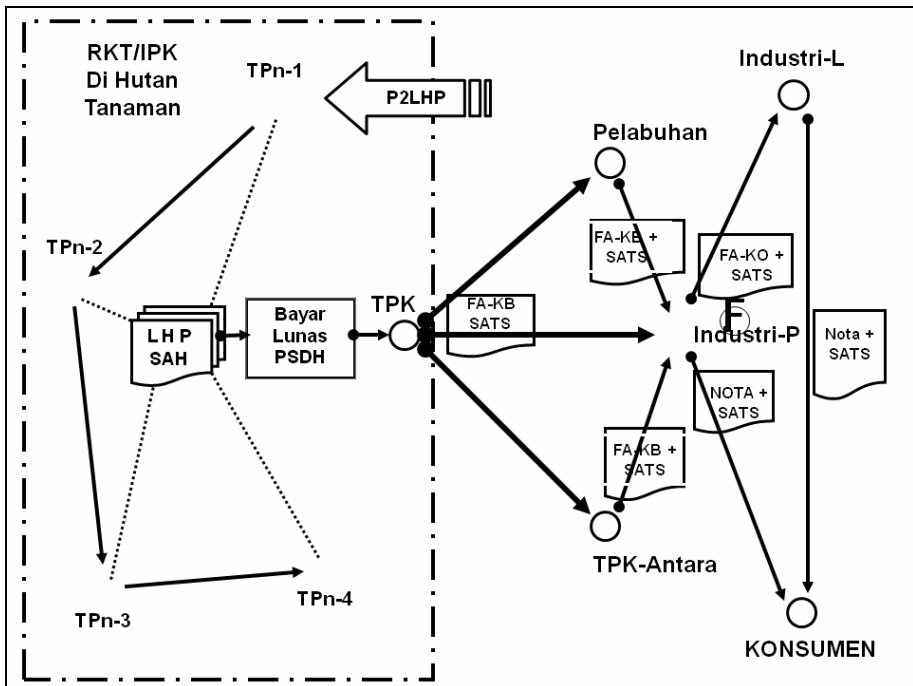 RKT/IPK
Di Hutan
Tanaman
TPn-1
P2LHP
Industri-L
Pelabuhan
TPn-2
FA-KB +
SATS
FA-KO +
SATS
LHP
SAH
Bayar
Lunas
PSDH
TPK
FA-KB
SATS
F
Industri-P
Nota +
SATS
NOTA +
SATS
FA-KB +
SATS
TPn-3
TPn-4
TPK-Antara
KONSUMEN